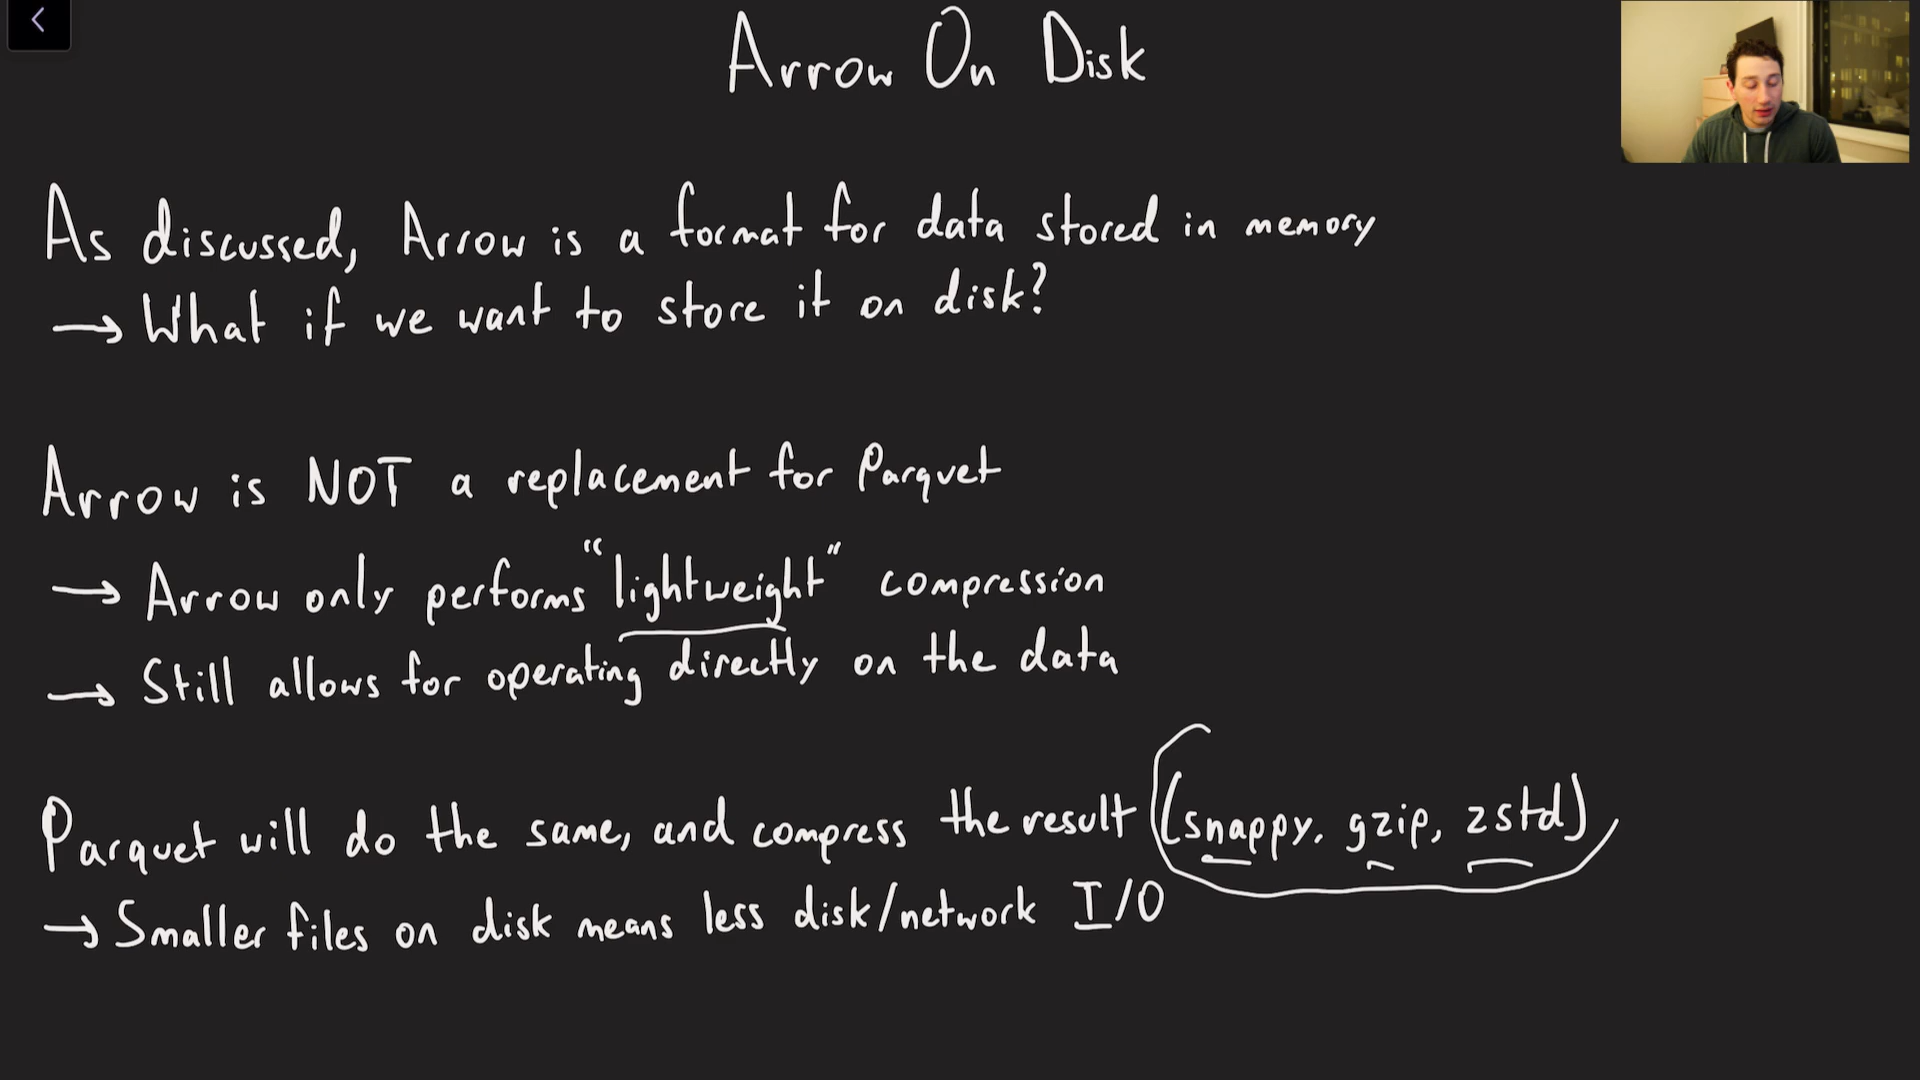 Arrow On Disk
As discussed, Arrow is a format for data stored in memory
→ What if we want to store it on disk?
Arrow is NOT a replacement for Parquet
→ Arrow only performs "lightweight" compression
→ Still allows for operating directly on the data
Parquet will do the same, and compress the result (snappy, gzip, zstd)
→ Smaller files on disk means less disk/network I/O